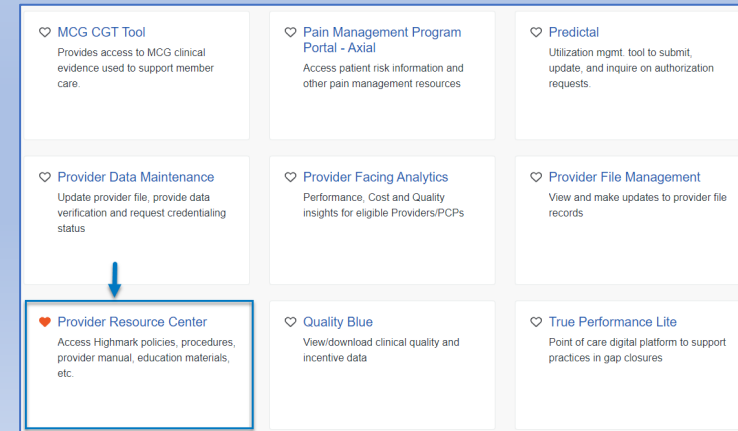 MCG CGT Tool
Provides access to MCG clinical
evidence used to support member
care.
Pain Management Program
Portal - Axial
Access patient risk information and
other pain management resources
Predictal
Utilization mgmt. tool to submit,
update, and inquire on authorization
requests.
Provider Data Maintenance
Update provider file, provide data
verification and request credentialing
status
Provider Facing Analytics
Performance, Cost and Quality
insights for eligible Providers/PCPs
Provider File Management
View and make updates to provider file
records
Provider Resource Center
Access Highmark policies, procedures,
provider manual, education materials,
etc.
Quality Blue
View/download clinical quality and
incentive data
True Performance Lite
Point of care digital platform to support
practices in gap closures